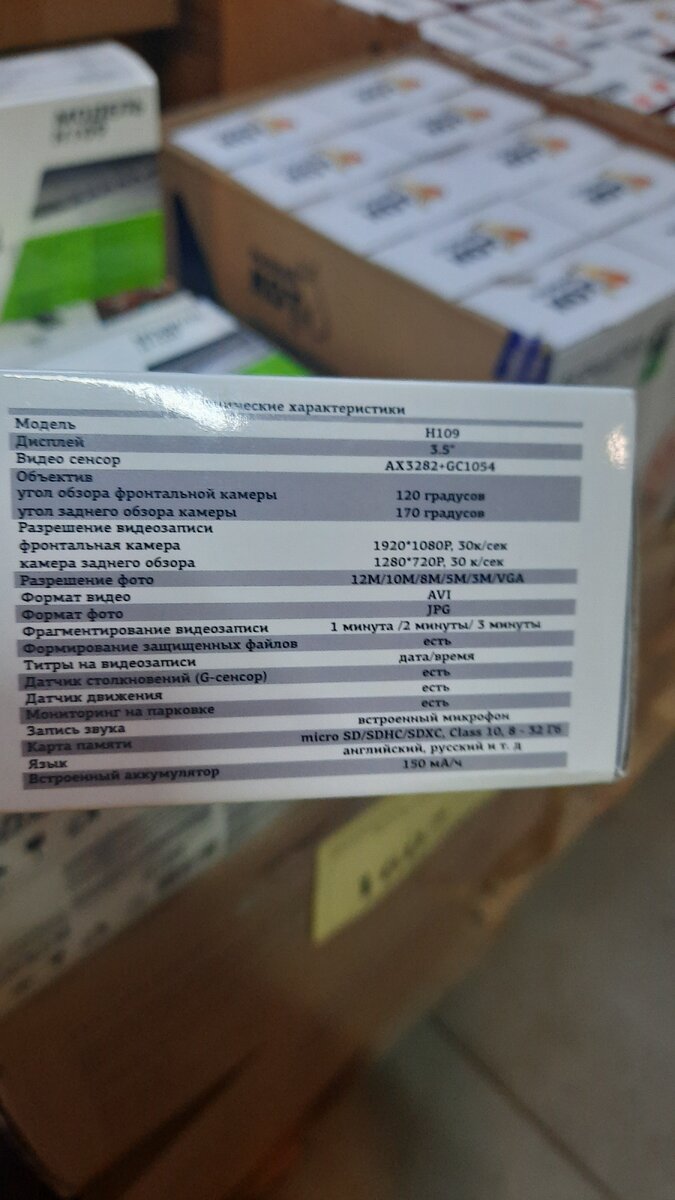 нические характеристики
Модель H109
Дисплей 3.5"
Видео сенсор AX3282+GC1054
Объектив
угол обзора фронтальной камеры 120 градусов
угол заднего обзора камеры 170 градусов
Разрешение видеозаписи
фронтальная камера 1920*1080P, 30к/сек
камера заднего обзора 1280*720P, 30 к/сек
Разрешение фото 12M/10M/8M/5M/3M/VGA
Формат видео AVI
Формат фото JPG
Фрагментирование видеозаписи 1 минута /2 минуты/ 3 минуты
Формирование защищенных файлов есть
Титры на видеозаписи дата/время
Датчик столкновений (G-сенсор) есть
Датчик движения есть
Мониторинг на парковке есть
Запись звука встроенный микрофон
Карта памяти micro SD/SDHC/SDXC, Class 10, 8 - 32 Гб
Язык английский, русский и т. д
Встроенный аккумулятор 150 мА/ч